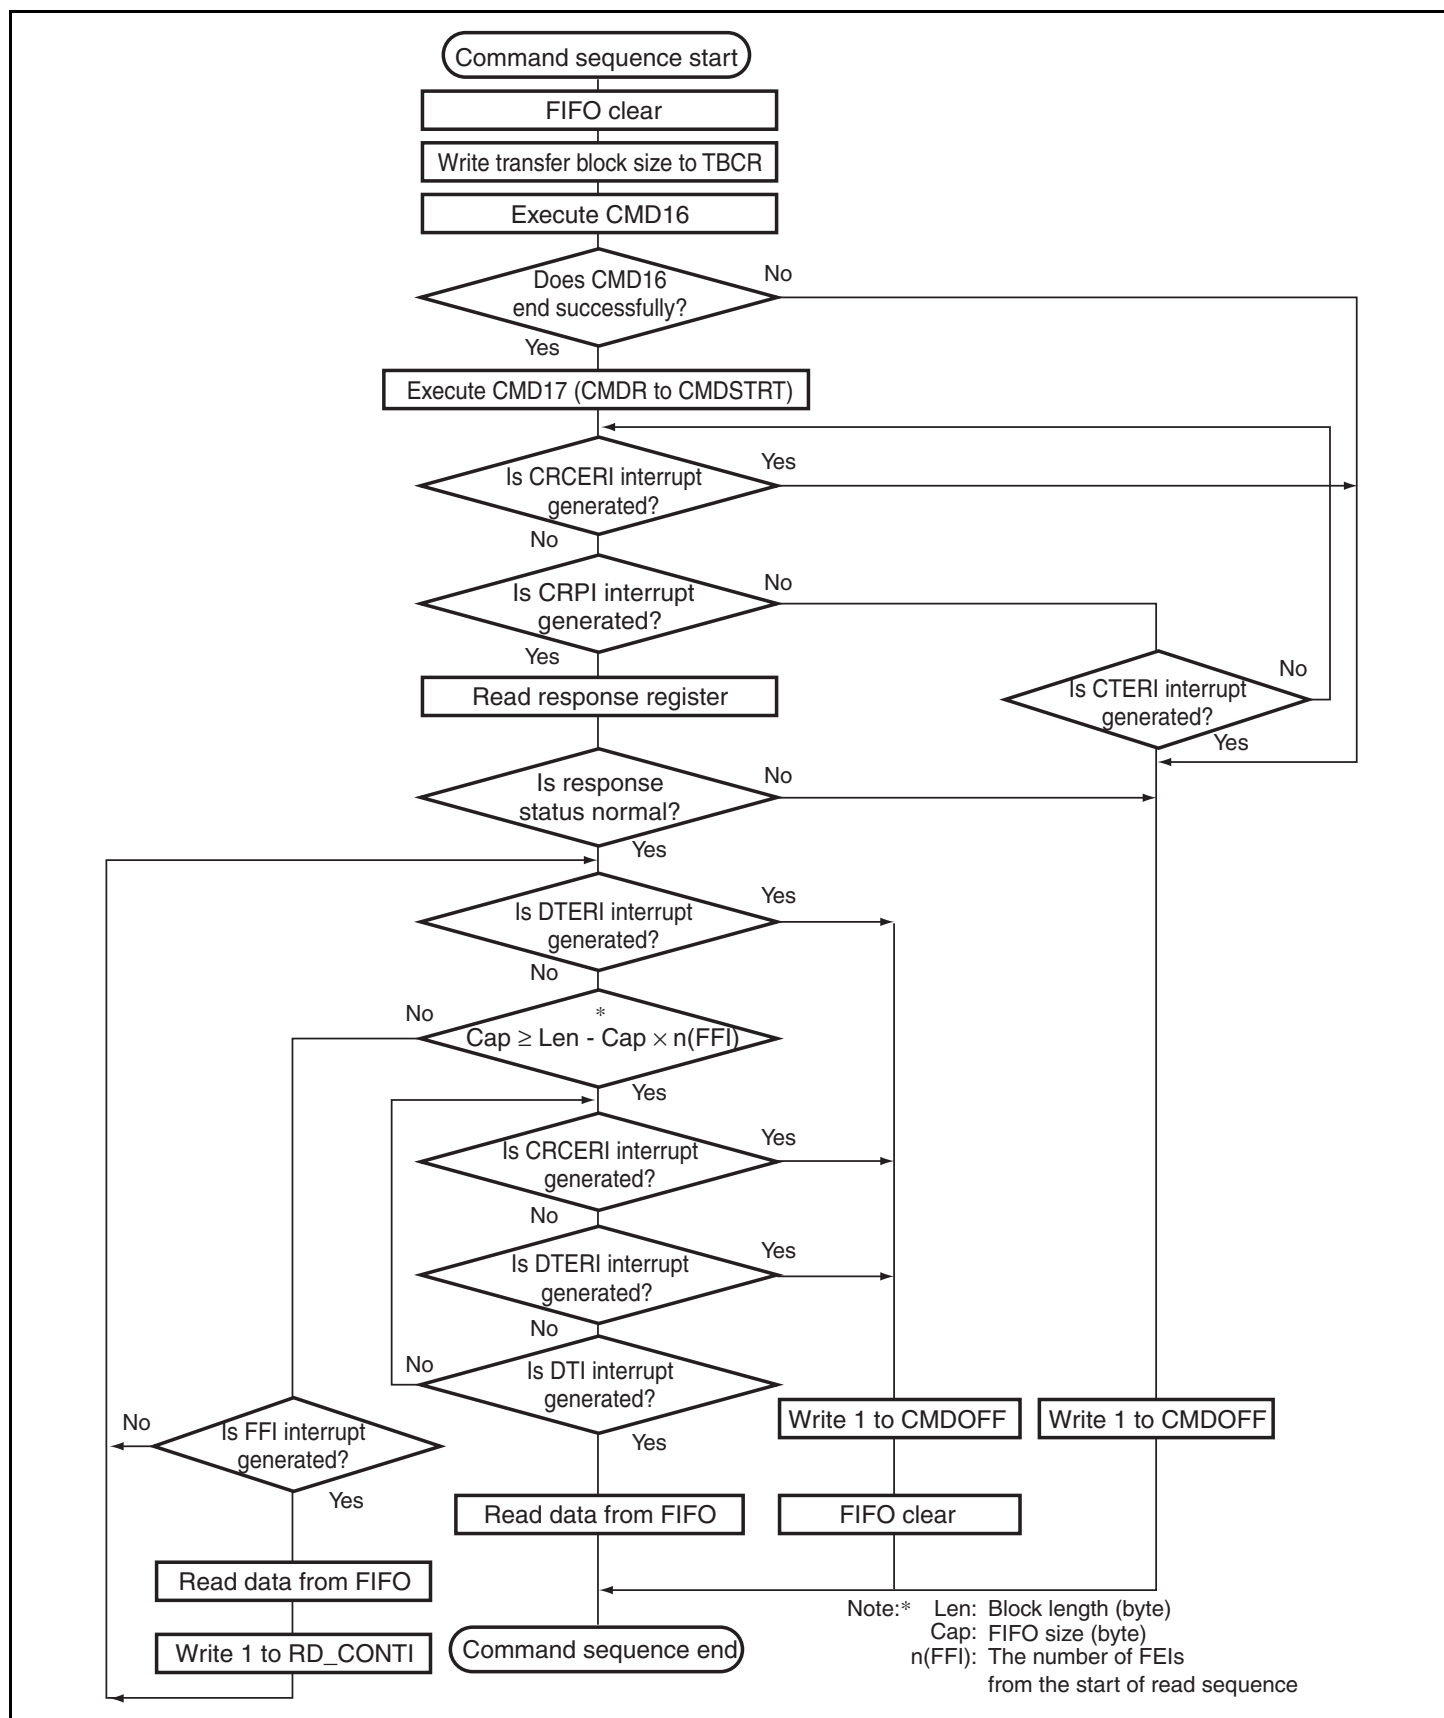 Command sequence start
FIFO clear
Write transfer block size to TBCR
Execute CMD16
Does CMD16
end successfully?
No
Yes
Execute CMD17 (CMDR to CMDSTRT)
Is CRCERI interrupt
generated?
Yes
No
Is CRPI interrupt
generated?
No
Yes
Is CTERI interrupt
generated?
No
Yes
Read response register
Is response
status normal?
No
Yes
Is DTERI interrupt
generated?
Yes
No
*
Cap ≥ Len - Cap × n(FFI)
No
Yes
Is CRCERI interrupt
generated?
Yes
No
Is DTERI interrupt
generated?
Yes
No
Is DTI interrupt
generated?
No
Yes
Is FFI interrupt
generated?
No
Yes
Write 1 to CMDOFF
Write 1 to CMDOFF
Read data from FIFO
FIFO clear
Read data from FIFO
Write 1 to RD_CONTI
Command sequence end
Note:* Len: Block length (byte)
Cap: FIFO size (byte)
n(FFI): The number of FEIs
from the start of read sequence